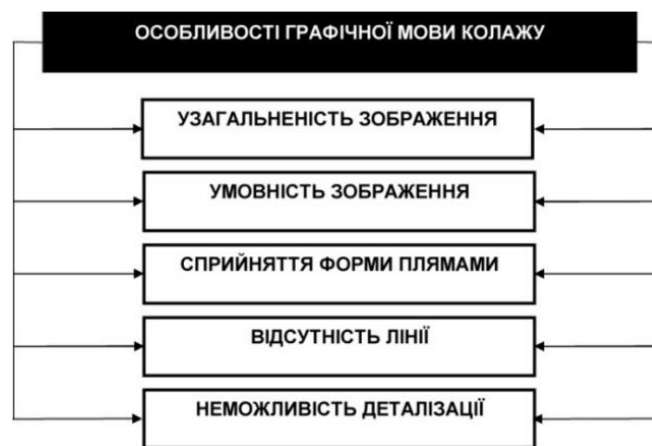 ОСОБЛИВОСТІ ГРАФІЧНОЇ МОВИ КОЛАЖУ
УЗАГАЛЬНЕНІСТЬ ЗОБРАЖЕННЯ
УМОВНІСТЬ ЗОБРАЖЕННЯ
СПРИЙНЯТТЯ ФОРМИ ПЛЯМАМИ
ВІДСУТНІСТЬ ЛІНІЇ
НЕМОЖЛИВІСТЬ ДЕТАЛІЗАЦІЇ